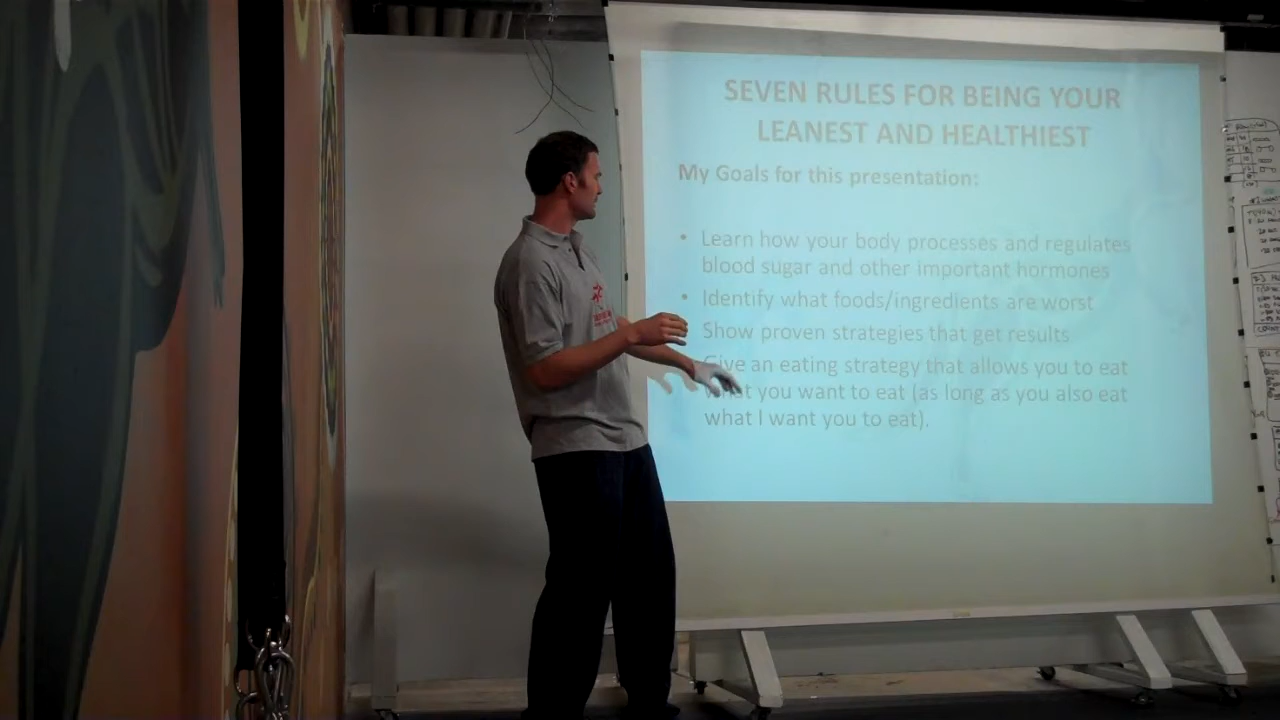 SEVEN RULES FOR BEING YOUR
LEANEST AND HEALTHIEST
My Goals for this presentation:
• Learn how your body processes and regulates
blood sugar and other important hormones
• Identify what foods/ingredients are worst
Show proven strategies that get results
Give an eating strategy that allows you to eat
what you want to eat (as long as you also eat
what I want you to eat).